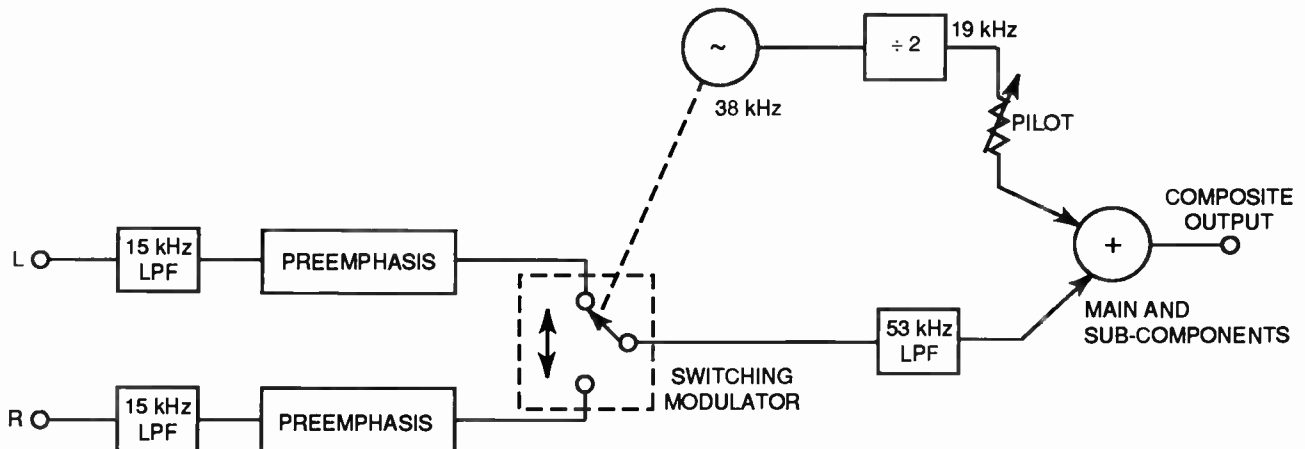 ~
÷ 2
19 kHz
38 kHz
PILOT
COMPOSITE
OUTPUT
L
15 kHz
LPF
PREEMPHASIS
+
MAIN AND
SUB-COMPONENTS
53 kHz
LPF
SWITCHING
MODULATOR
R
15 kHz
LPF
PREEMPHASIS